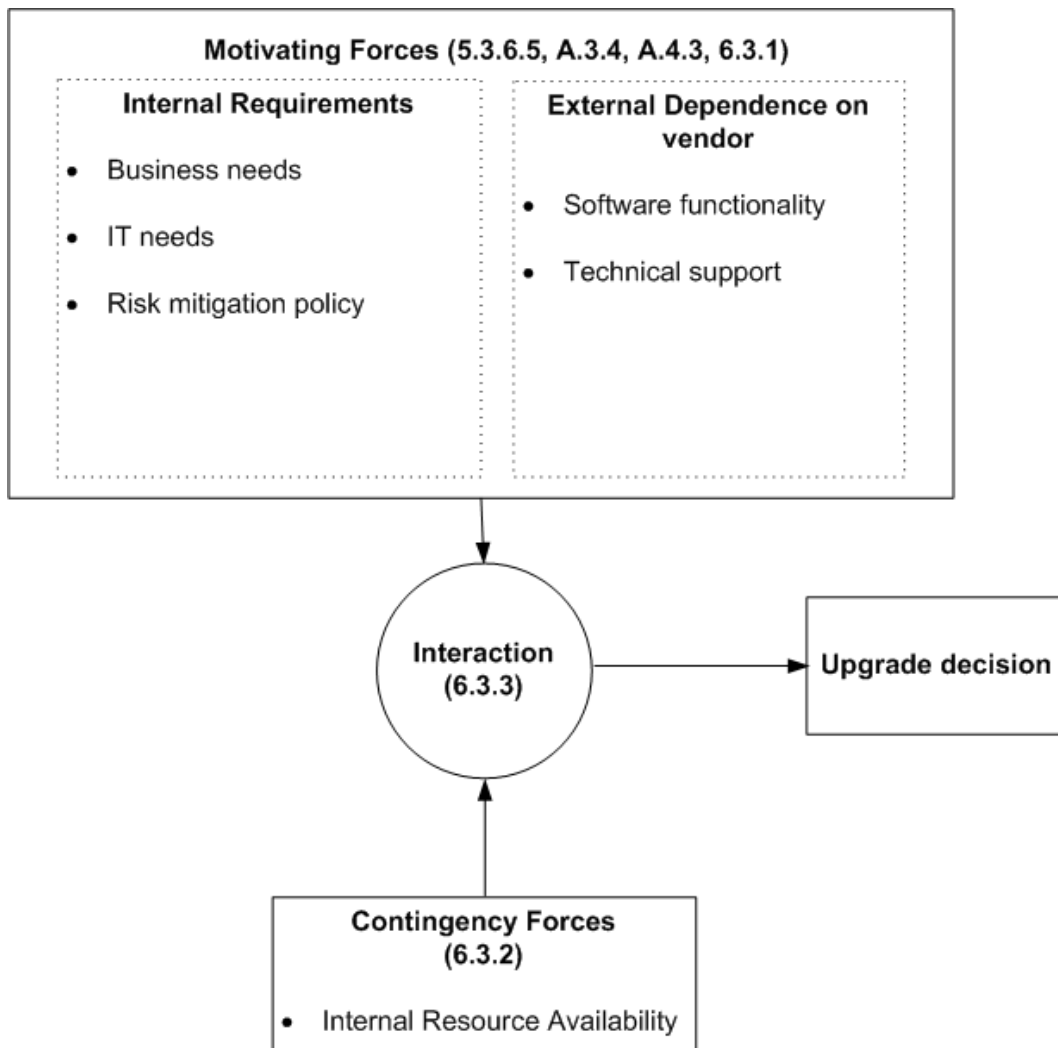 Motivating Forces (5.3.6.5, A.3.4, A.4.3, 6.3.1)
Internal Requirements
• Business needs
• IT needs
• Risk mitigation policy
External Dependence on
vendor
• Software functionality
• Technical support
Interaction
(6.3.3)
Upgrade decision
Contingency Forces
(6.3.2)
• Internal Resource Availability